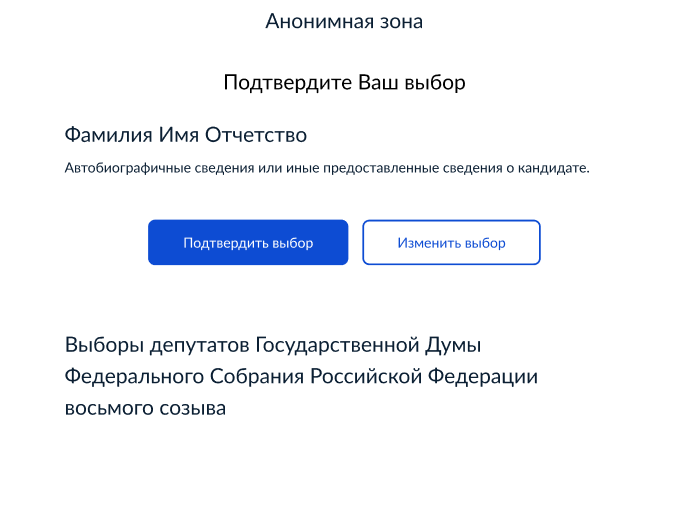 Анонимная зона
Подтвердите Ваш выбор
Фамилия Имя Отчетство
Автобиографичные сведения или иные предоставленные сведения о кандидате.
Подтвердить выбор
Изменить выбор
Выборы депутатов Государственной Думы
Федерального Собрания Российской Федерации
восьмого созыва